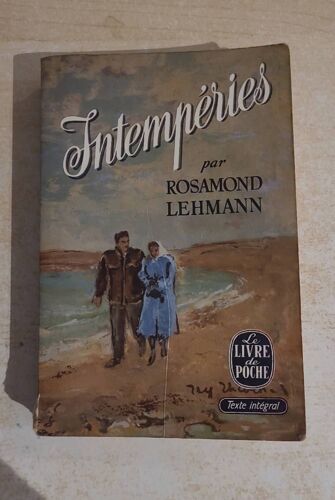 Intempéries
par
ROSAMOND
LEHMANN
Le
LIVRE
de
POCHE
Texte intégral